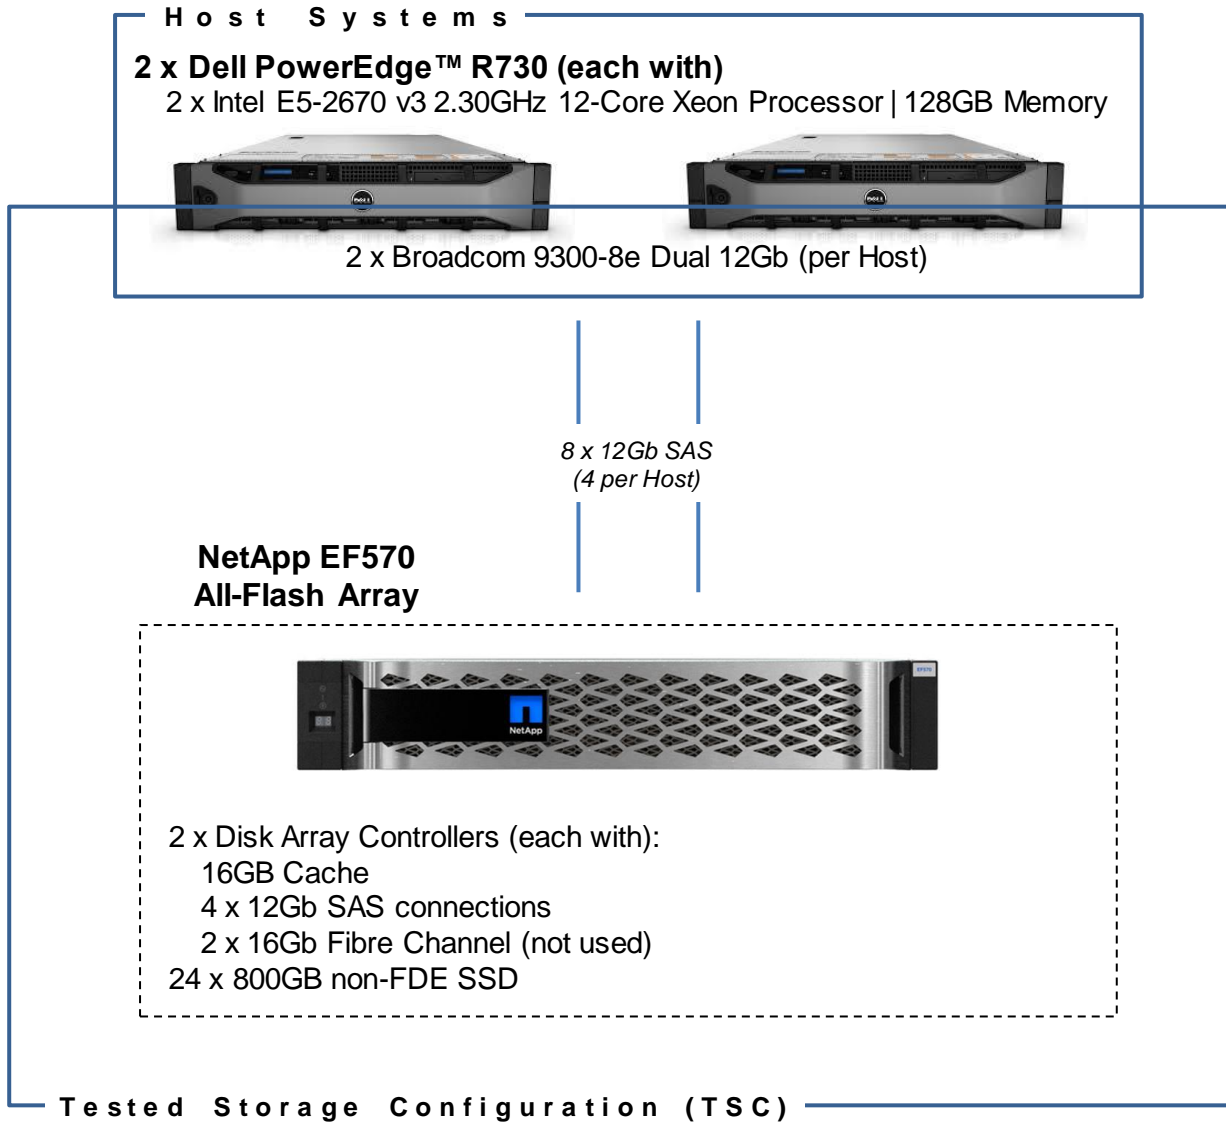 Host Systems
2 x Dell PowerEdge™ R730 (each with)
2 x Intel E5-2670 v3 2.30GHz 12-Core Xeon Processor | 128GB Memory
DELL DELL
2 x Broadcom 9300-8e Dual 12Gb (per Host)
8 x 12Gb SAS
(4 per Host)
NetApp EF570
All-Flash Array
EF570
NetApp
2 x Disk Array Controllers (each with):
16GB Cache
4 x 12Gb SAS connections
2 x 16Gb Fibre Channel (not used)
24 x 800GB non-FDE SSD
Tested Storage Configuration (TSC)